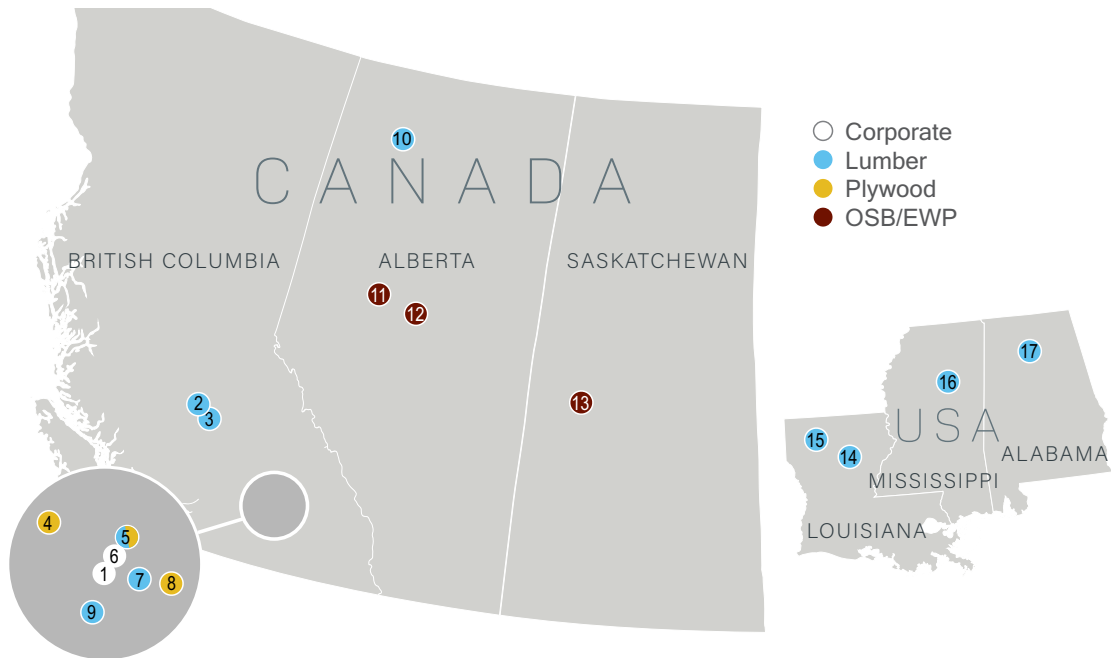 10
Corporate
Lumber
Plywood
OSB/EWP
CANADA
BRITISH COLUMBIA
ALBERTA
SASKATCHEWAN
11
12
17
16
2
3
13
USA
15
14
ALABAMA
MISSISSIPPI
LOUISIANA
4
5
6
1
7
8
9